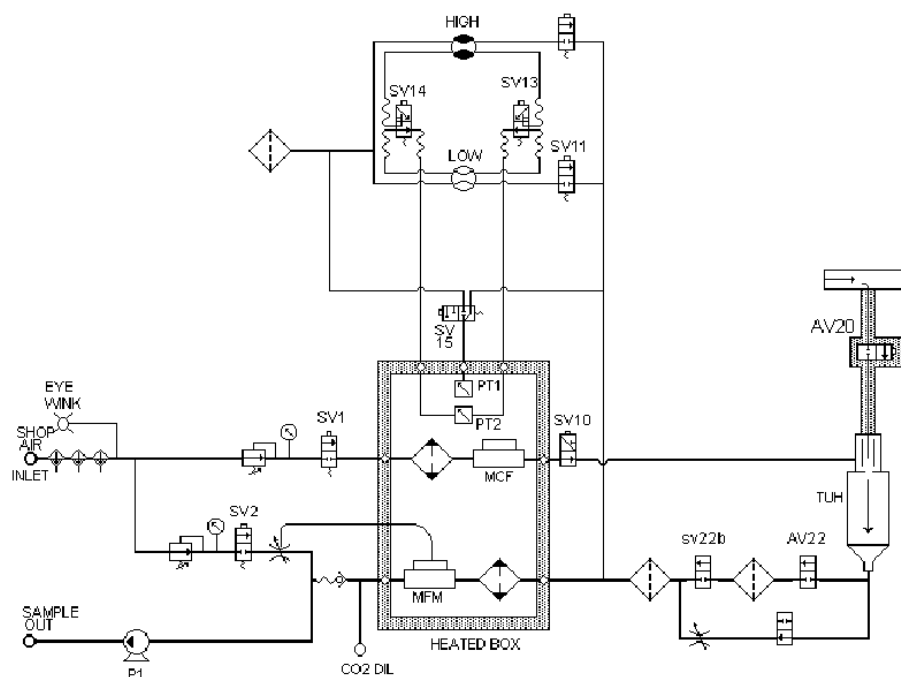 HIGH
SV14
SV13
LOW
SV11
SV
15
AV20
EYE
WINK
SHOP
AIR
INLET
SV1
PT1
PT2
SV10
MCF
TUH
SV2
sv22b
AV22
MFM
SAMPLE
OUT
P1
CO2 DIL
HEATED BOX